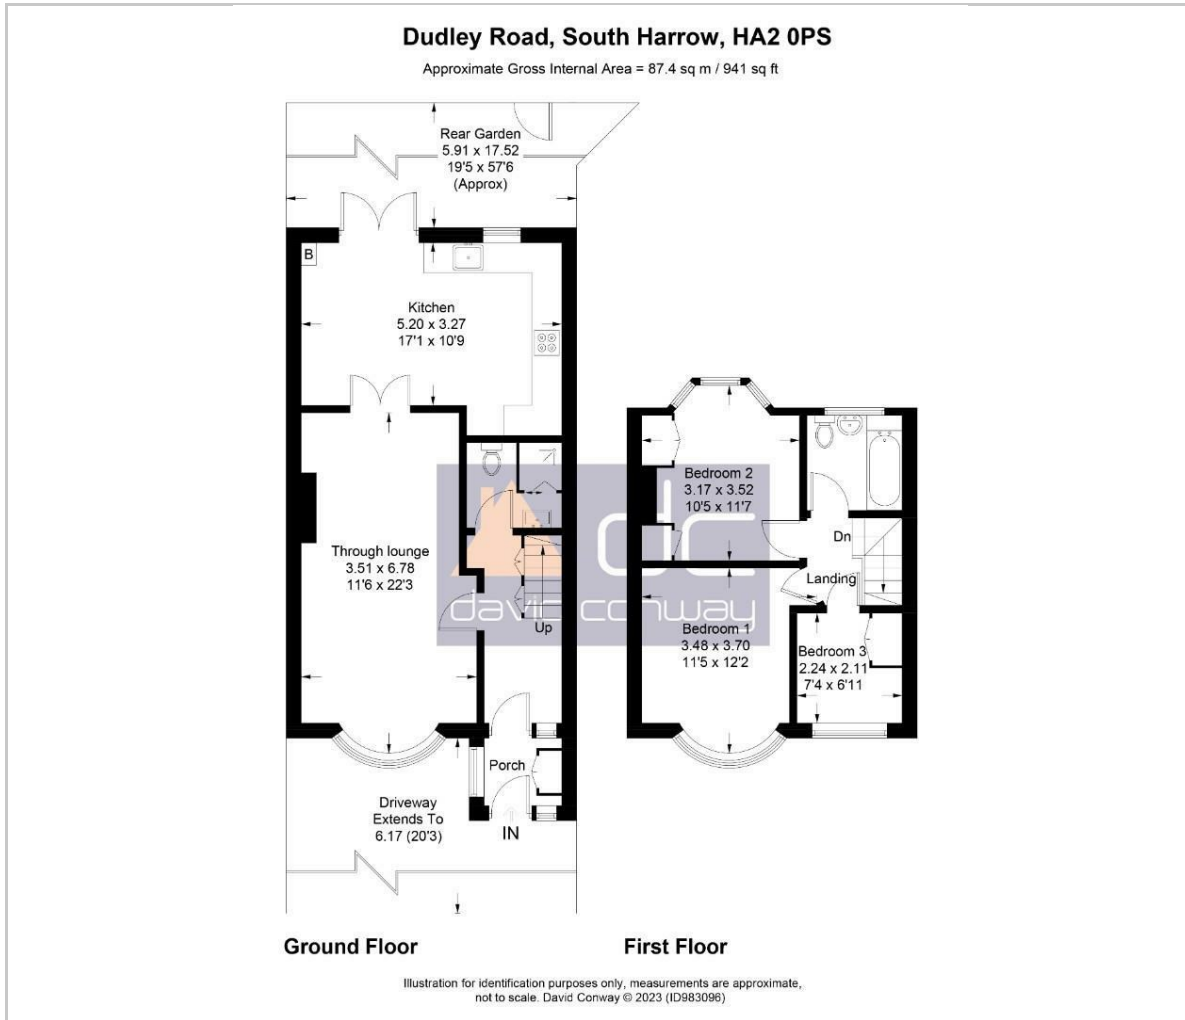 Dudley Road, South Harrow, HA2 0PS
Approximate Gross Internal Area = 87.4 sq m / 941 sq ft
Rear Garden
5.91 x 17.52
19'5 x 57'6
(Approx)
B
Kitchen
5.20 x 3.27
17'1 x 10'9
Through lounge
3.51 x 6.78
11'6 x 22'3
Up
Porch
IN
Driveway
Extends To
6.17 (20'3)
Ground Floor
Bedroom 2
3.17 x 3.52
10'5 x 11'7
Dn
Landing
Bedroom 1
3.48 x 3.70
11'5 x 12'2
Bedroom 3
2.24 x 2.11
7'4 x 6'11
First Floor
dc
david conway
Illustration for identification purposes only, measurements are approximate,
not to scale. David Conway © 2023 (ID983096)